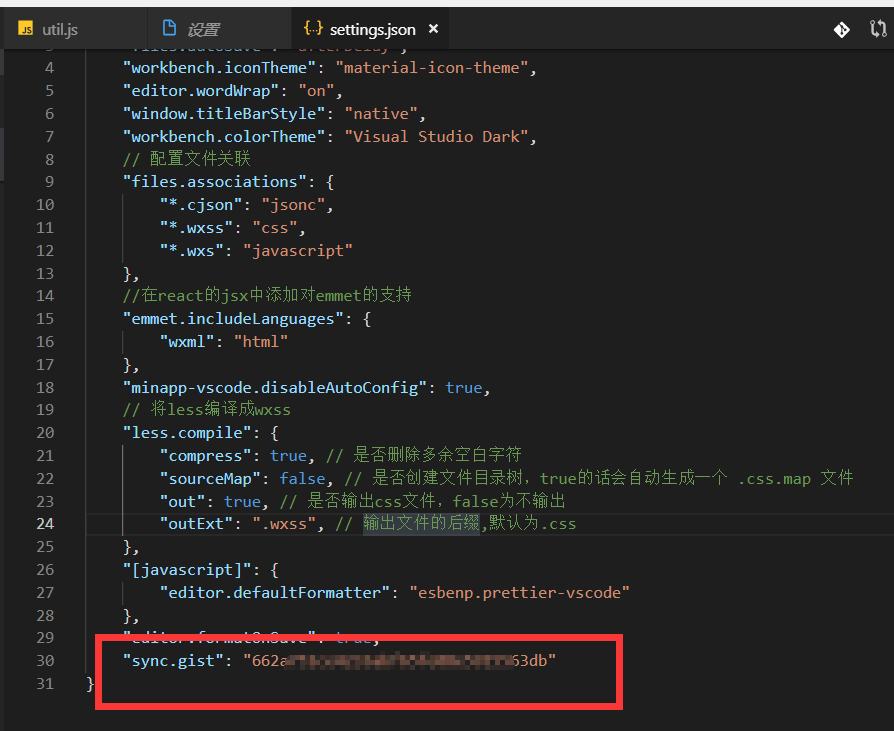 util.js
设置
settings.json
3 "files.autoSave": "afterDelay",
4 "workbench.iconTheme": "material-icon-theme",
5 "editor.wordWrap": "on",
6 "window.titleBarStyle": "native",
7 "workbench.colorTheme": "Visual Studio Dark",
8 // 配置文件关联
9 "files.associations": {
10 "*.cjson": "jsonc",
11 "*.wxss": "css",
12 "*.wxs": "javascript"
13 },
14 //在react的jsx中添加对emmet的支持
15 "emmet.includeLanguages": {
16 "wxml": "html"
17 },
18 "minapp-vscode.disableAutoConfig": true,
19 // 将less编译成wxss
20 "less.compile": {
21 "compress": true, // 是否删除多余空白字符
22 "sourceMap": false, // 是否创建文件目录树，true的话会自动生成一个 .css.map 文件
23 "out": true, // 是否输出css文件，false为不输出
24 "outExt": ".wxss", // 输出文件的后缀,默认为.css
25 },
26 "[javascript]": {
27 "editor.defaultFormatter": "esbenp.prettier-vscode"
28 },
29 "editor.formatOnSave": true,
30 "sync.gist": "662a 63db"
31 }